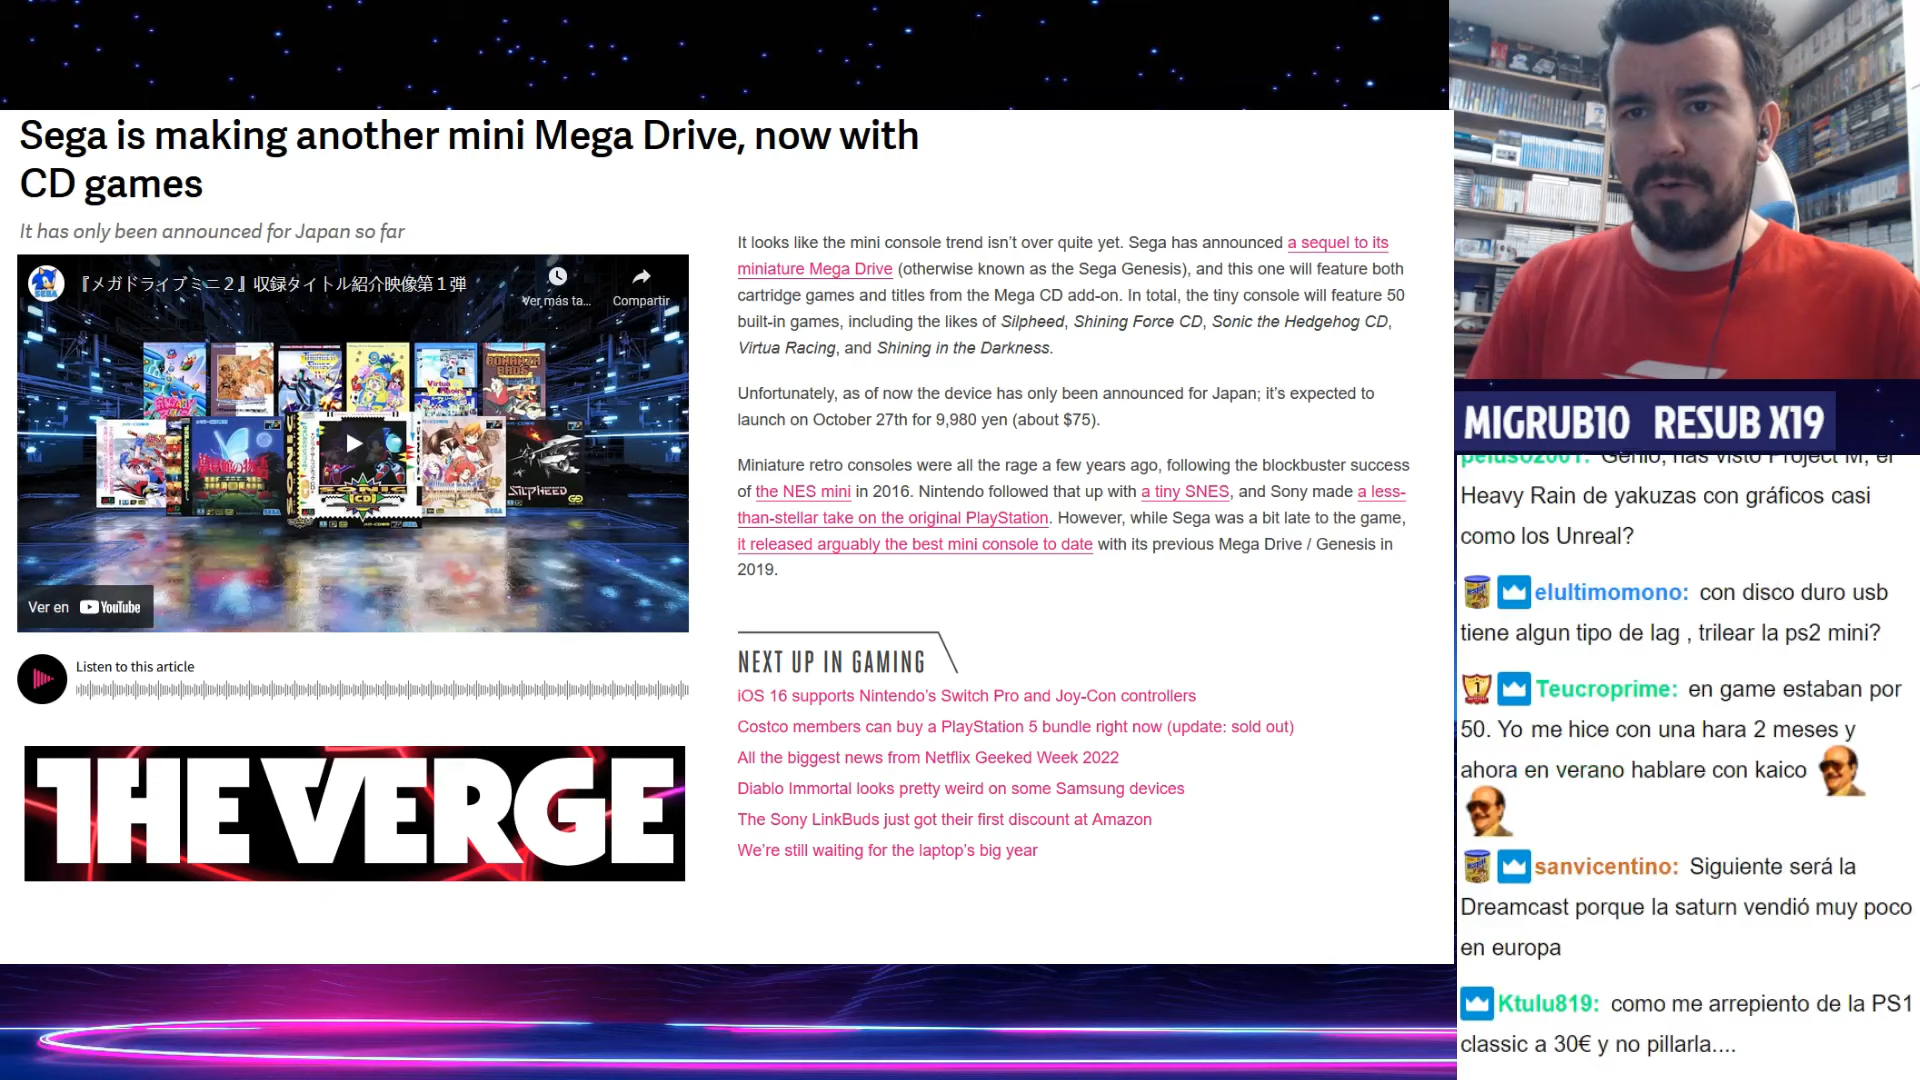 Sega is making another mini Mega Drive, now with
CD games
It has only been announced for Japan so far
SEGA
『メガドライブミニ2』収録タイトル紹介映像第1弾
Ver más ta...
Compartir
BONANZA
BROS.
Virtua
Racing
SONIC
CD
SILPHEED
SEGA
Ver en YouTube
Listen to this article
THE VERGE
It looks like the mini console trend isn't over quite yet. Sega has announced a sequel to its
miniature Mega Drive (otherwise known as the Sega Genesis), and this one will feature both
cartridge games and titles from the Mega CD add-on. In total, the tiny console will feature 50
built-in games, including the likes of Silpheed, Shining Force CD, Sonic the Hedgehog CD,
Virtua Racing, and Shining in the Darkness.
Unfortunately, as of now the device has only been announced for Japan; it's expected to
launch on October 27th for 9,980 yen (about $75).
Miniature retro consoles were all the rage a few years ago, following the blockbuster success
of the NES mini in 2016. Nintendo followed that up with a tiny SNES, and Sony made a less-
than-stellar take on the original PlayStation. However, while Sega was a bit late to the game,
it released arguably the best mini console to date with its previous Mega Drive / Genesis in
2019.
NEXT UP IN GAMING
iOS 16 supports Nintendo's Switch Pro and Joy-Con controllers
Costco members can buy a PlayStation 5 bundle right now (update: sold out)
All the biggest news from Netflix Geeked Week 2022
Diablo Immortal looks pretty weird on some Samsung devices
The Sony LinkBuds just got their first discount at Amazon
We're still waiting for the laptop's big year
MIGRUB10 RESUB X19
peluso2001: Genio, has visto Project M, el
Heavy Rain de yakuzas con gráficos casi
como los Unreal?
elultimomono: con disco duro usb
tiene algun tipo de lag , trilear la ps2 mini?
Teucroprime: en game estaban por
50. Yo me hice con una hara 2 meses y
ahora en verano hablare con kaico
sanvicentino: Siguiente será la
Dreamcast porque la saturn vendió muy poco
en europa
Ktulu819: como me arrepiento de la PS1
classic a 30€ y no pillarla....